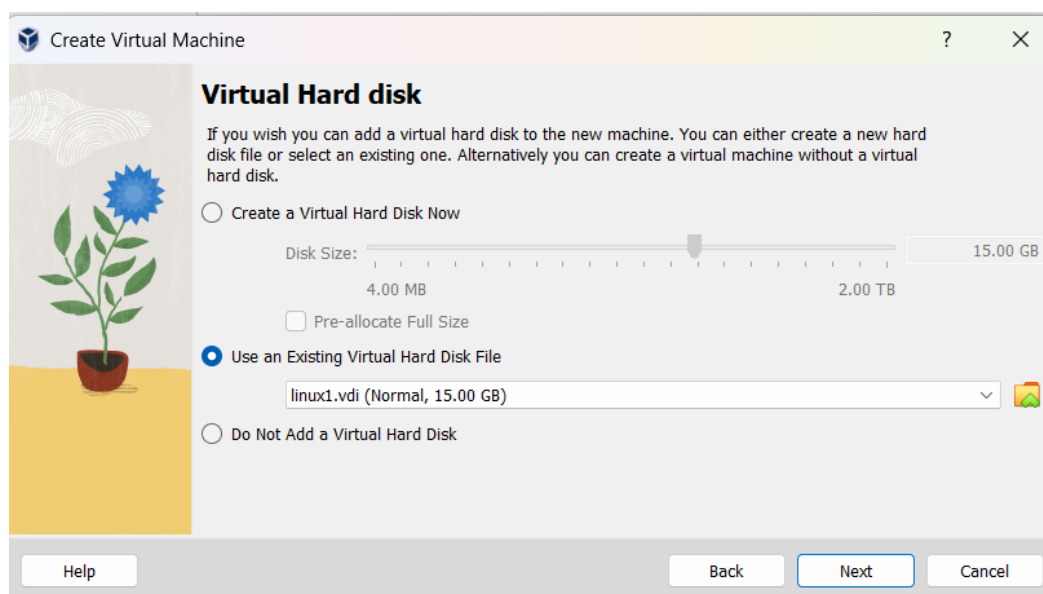 Create Virtual Machine
?
Virtual Hard disk
If you wish you can add a virtual hard disk to the new machine. You can either create a new hard
disk file or select an existing one. Alternatively you can create a virtual machine without a virtual
hard disk.
Create a Virtual Hard Disk Now
Disk Size:
15.00 GB
4.00 MB
2.00 TB
Pre-allocate Full Size
Use an Existing Virtual Hard Disk File
linux1.vdi (Normal, 15.00 GB)
Do Not Add a Virtual Hard Disk
Help
Back
Next
Cancel